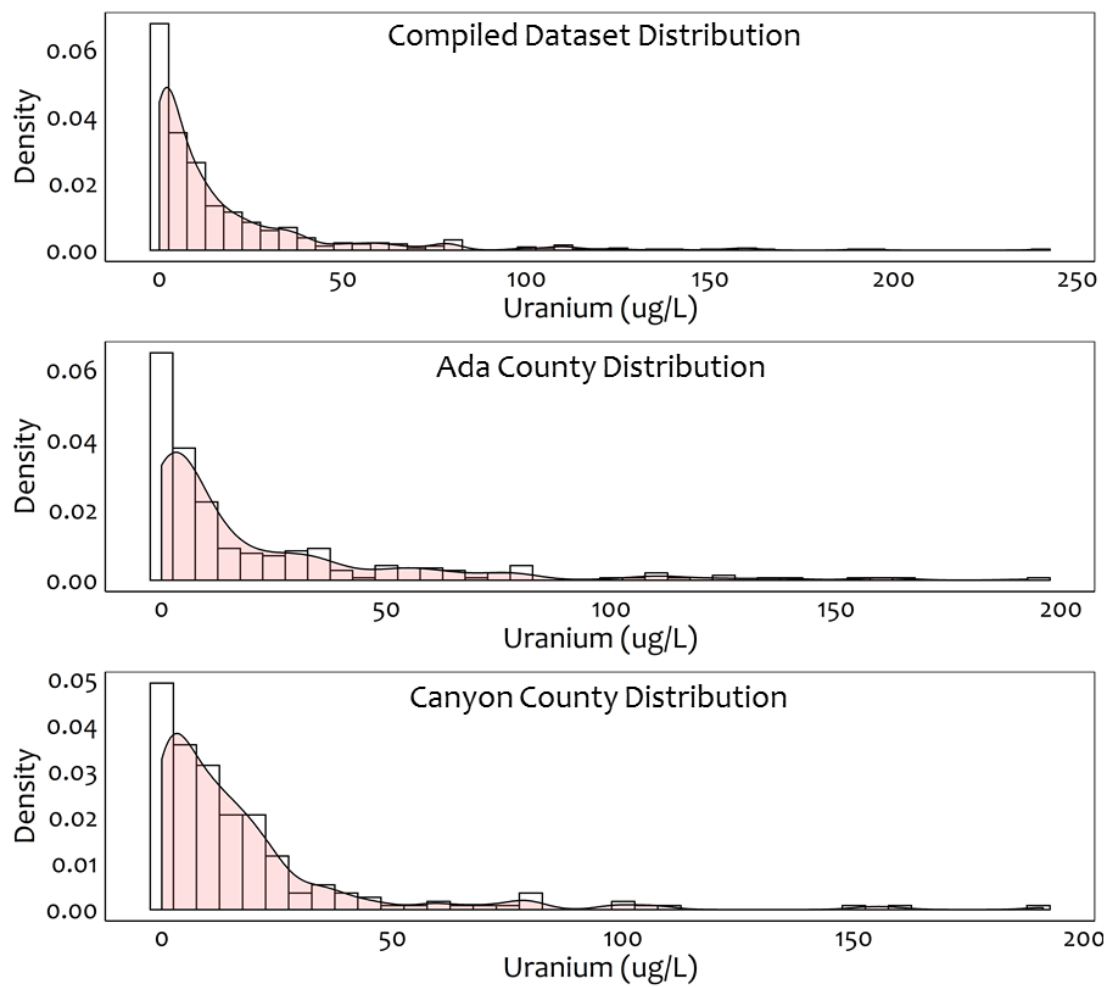 Compiled Dataset Distribution
Density
0.06
0.04
0.02
0.00
0 50 100 150 200 250
Uranium (ug/L)
Ada County Distribution
Density
0.06
0.04
0.02
0.00
0 50 100 150 200
Uranium (ug/L)
Canyon County Distribution
Density
0.05
0.04
0.03
0.02
0.01
0.00
0 50 100 150 200
Uranium (ug/L)